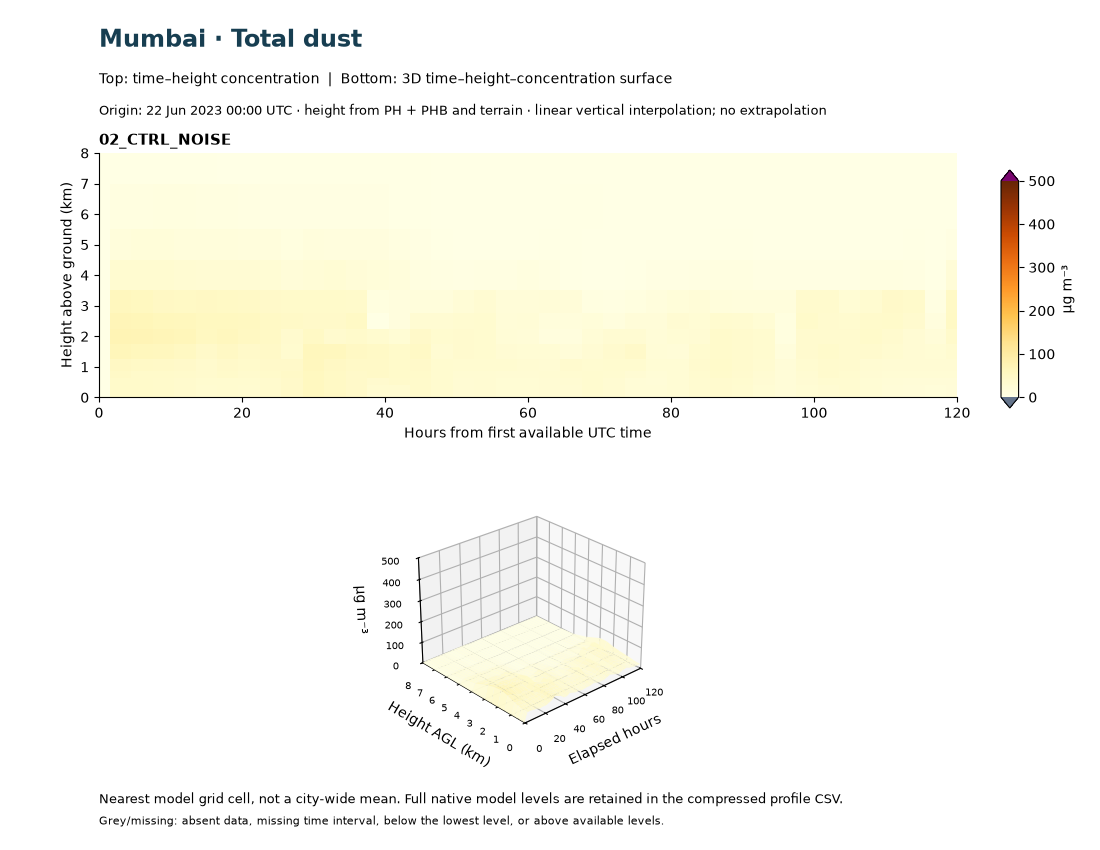 Mumbai · Total dust
Top: time–height concentration | Bottom: 3D time–height–concentration surface
Origin: 22 Jun 2023 00:00 UTC · height from PH + PHB and terrain · linear vertical interpolation; no extrapolation
02_CTRL_NOISE
Height above ground (km)
8
7
6
5
4
3
2
1
0
0 20 40 60 80 100 120
Hours from first available UTC time
500
400
300
200
100
0
µg m⁻³
500
400
300
200
100
0
µg m⁻³
8 7 6 5 4 3 2 1 0
Height AGL (km)
0 20 40 60 80 100 120
Elapsed hours
Nearest model grid cell, not a city-wide mean. Full native model levels are retained in the compressed profile CSV.
Grey/missing: absent data, missing time interval, below the lowest level, or above available levels.